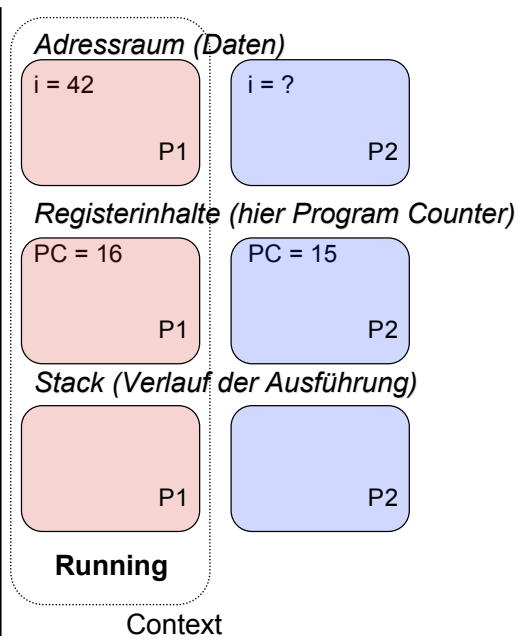 Adressraum (Daten)
i = 42
i = ?
P1
P2
Registerinhalte (hier Program Counter)
PC = 16
PC = 15
P1
P2
Stack (Verlauf der Ausführung)
P1
P2
Running
Context